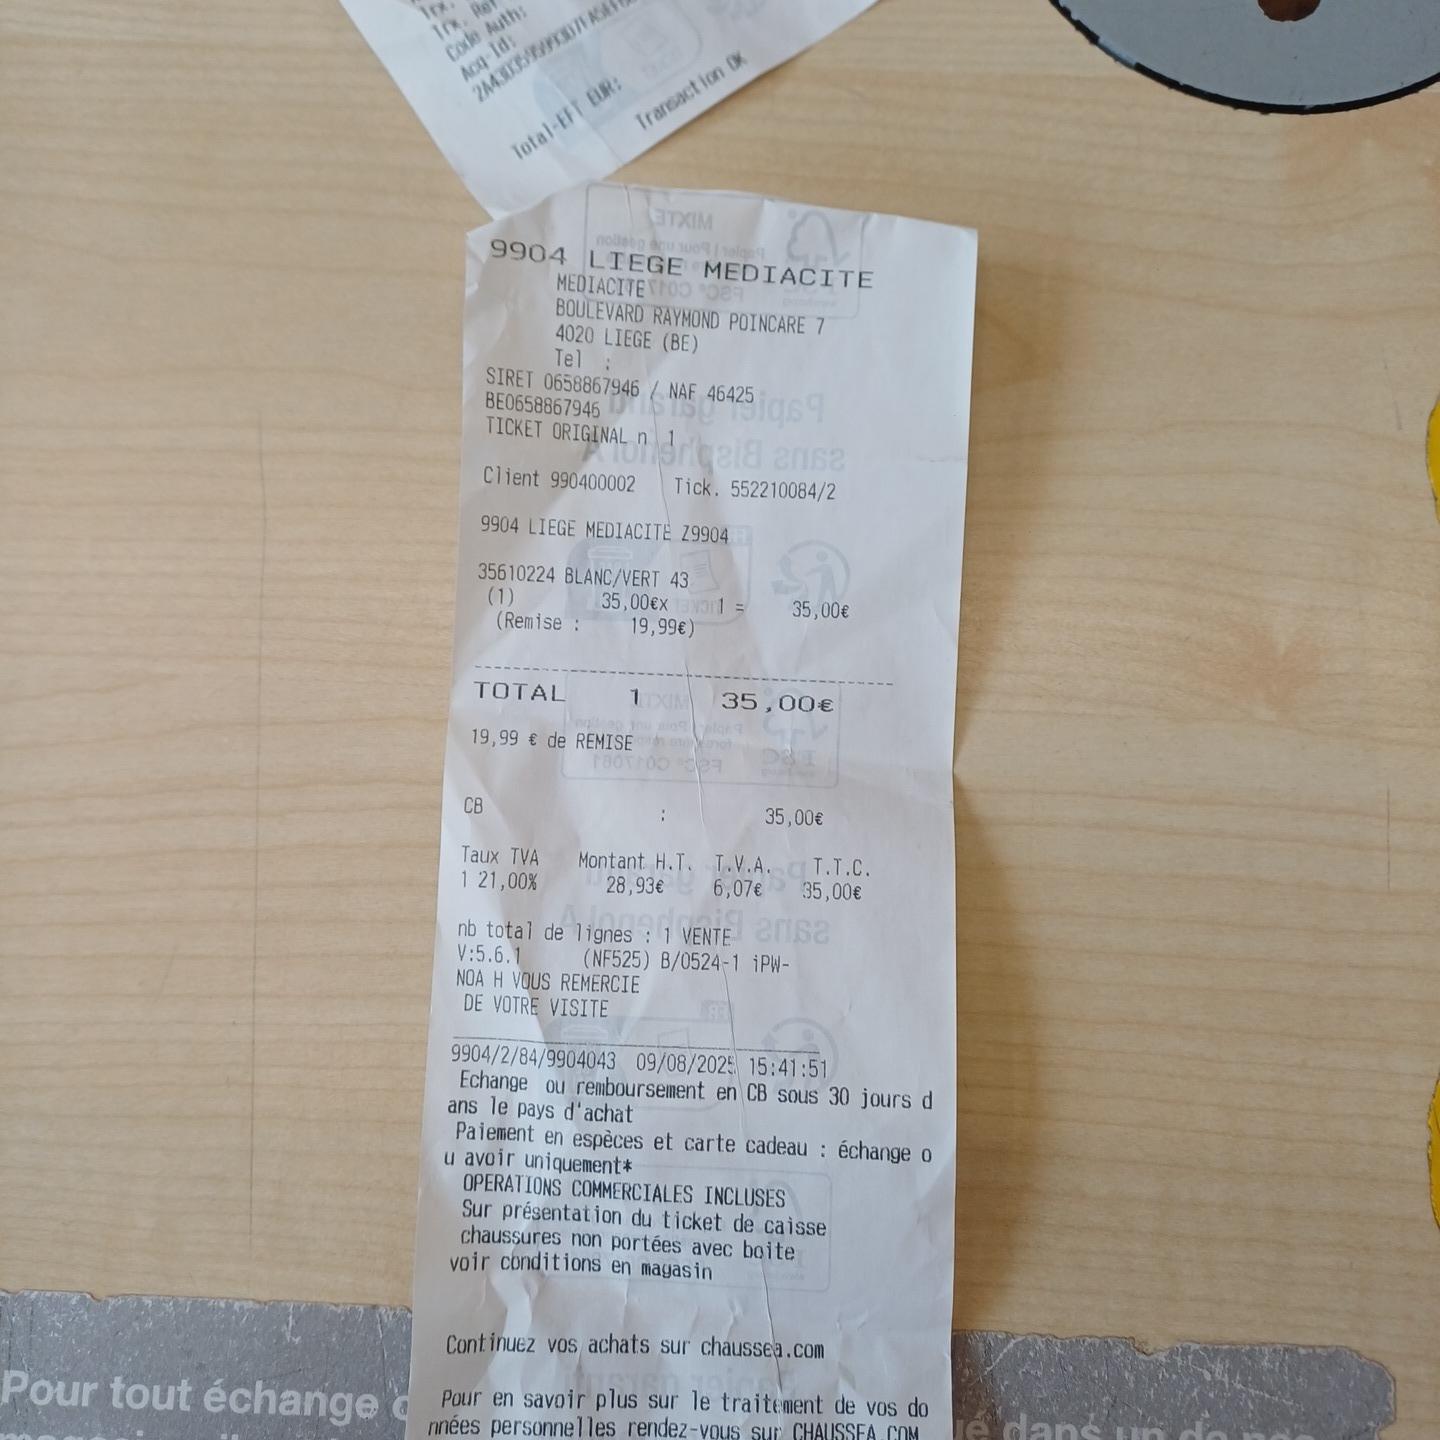 Trx.
Trx. Ref
Code Auth:
Acq-Id:
Total-EFT EUR:
Transaction OK
9904 LIEGE MEDIACITE
MEDIACITE
BOULEVARD RAYMOND POINCARE 7
4020 LIEGE (BE)
Tel :
SIRET 0658867946 / NAF 46425
BE0658867946
TICKET ORIGINAL n 1
Client 990400002 Tick. 552210084/2
9904 LIEGE MEDIACITE Z9904
35610224 BLANC/VERT 43
(1) 35,00€x 1 = 35,00€
(Remise : 19,99€)
TOTAL 1 35,00€
19,99 € de REMISE
CB : 35,00€
Taux TVA Montant H.T. T.V.A. T.T.C.
1 21,00% 28,93€ 6,07€ 35,00€
nb total de lignes : 1 VENTE
V:5.6.1 (NF525) B/0524-1 iPW-
NOA H VOUS REMERCIE
DE VOTRE VISITE
9904/2/84/9904043 09/08/2025 15:41:51
Echange ou remboursement en CB sous 30 jours d
ans le pays d'achat
Paiement en espèces et carte cadeau : échange o
u avoir uniquement*
OPERATIONS COMMERCIALES INCLUSES
Sur présentation du ticket de caisse
chaussures non portées avec boite
voir conditions en magasin
Continuez vos achats sur chaussea.com
Pour en savoir plus sur le traitement de vos do
nnées personnelles rendez-vous sur CHAUSSEA.COM
Pour tout échange
dans un de nos